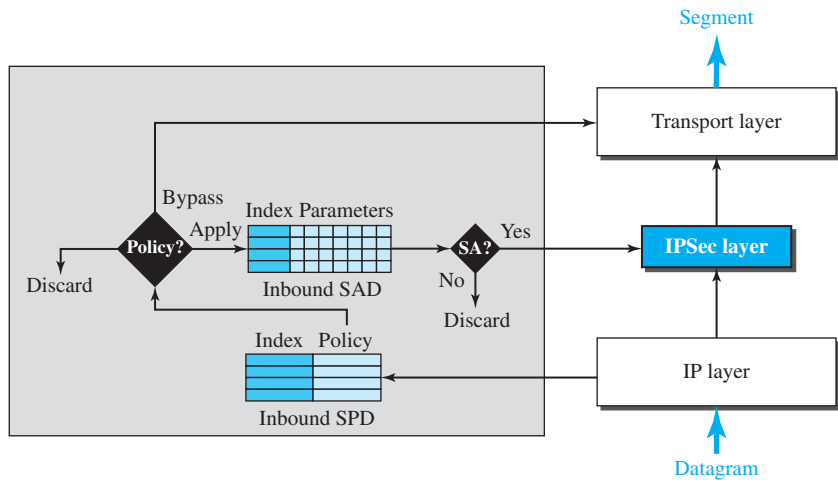 Segment
Transport layer
Bypass
Index Parameters
Apply
Policy?
SA?
Yes
IPSec layer
Discard
Inbound SAD
No
Discard
Index Policy
IP layer
Inbound SPD
Datagram